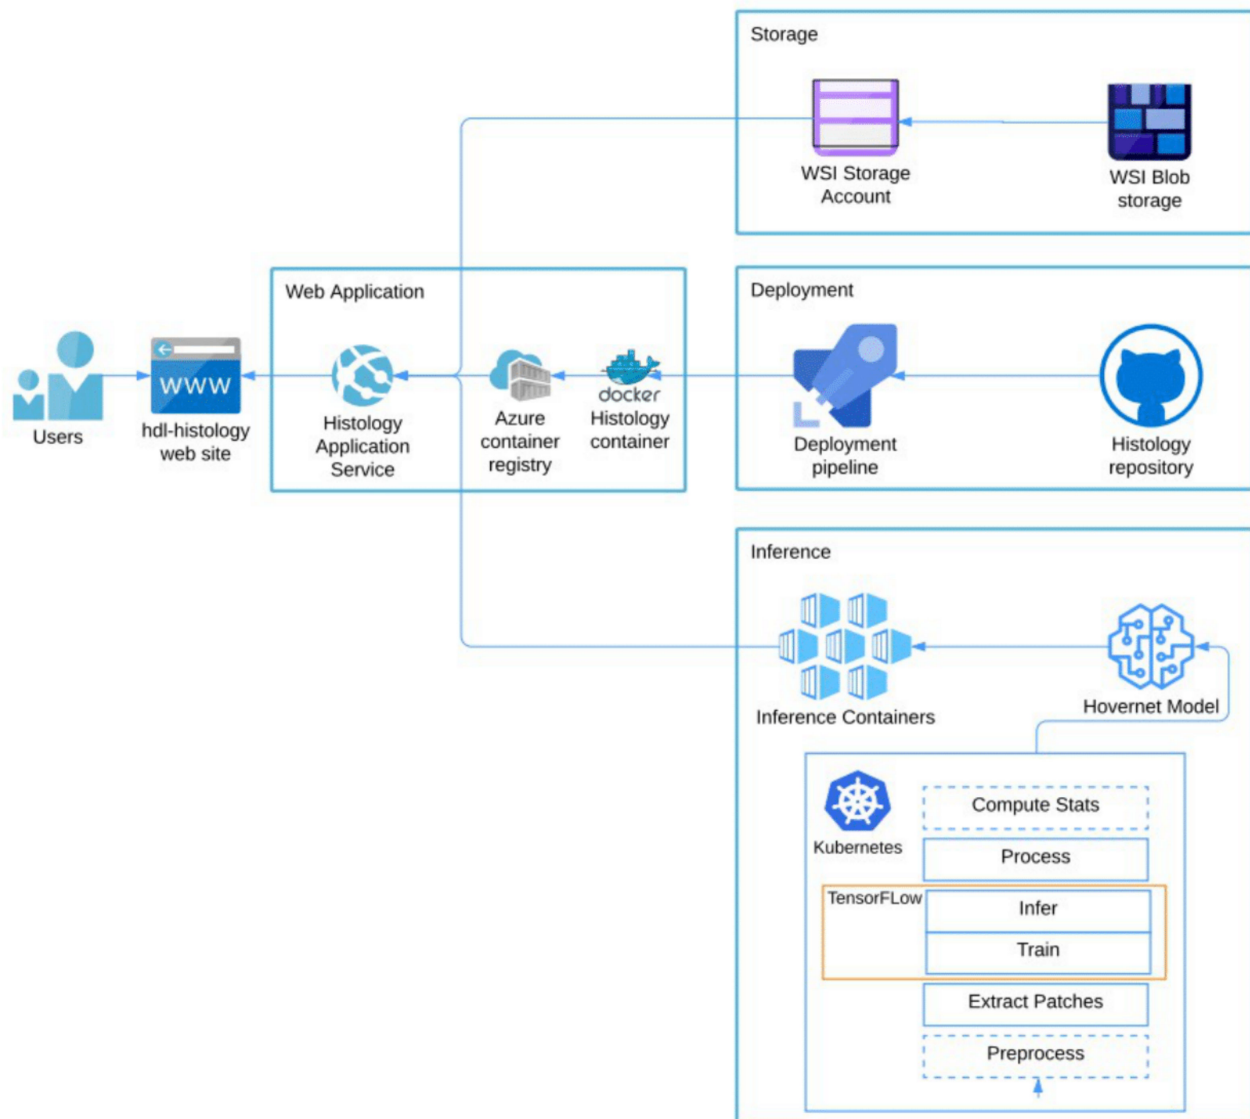 Storage
WSI Storage
Account
WSI Blob
storage
Web Application
Users
www
hdl-histology
web site
Histology
Application
Service
Azure
container
registry
docker
Histology
container
Deployment
Deployment
pipeline
Histology
repository
Inference
Inference Containers
Hovernet Model
Kubernetes
Compute Stats
Process
TensorFLow
Infer
Train
Extract Patches
Preprocess